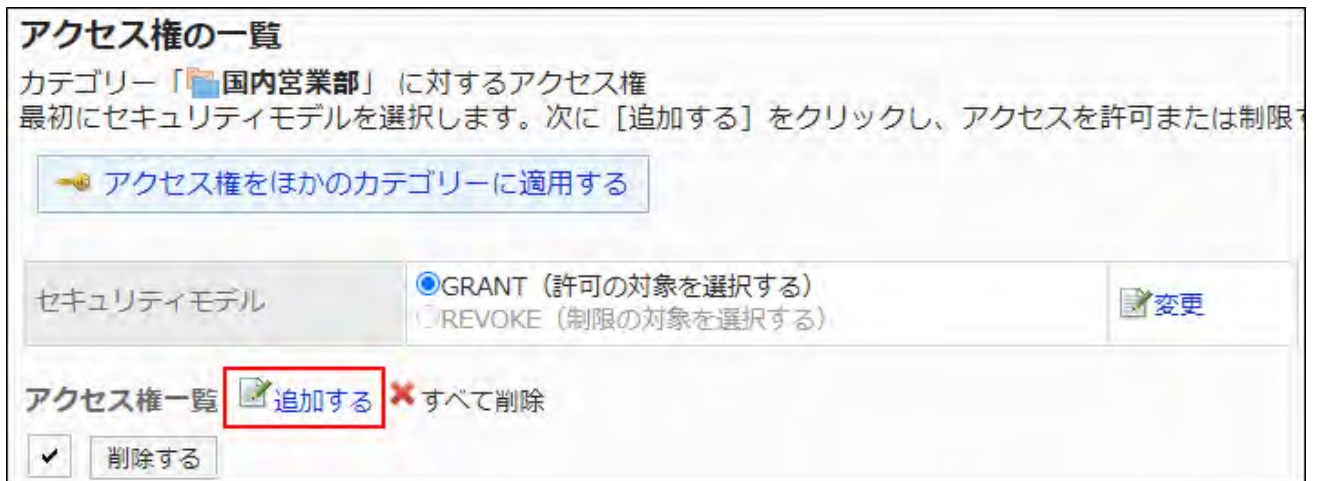 アクセス権の一覧
カテゴリー「国内営業部」 に対するアクセス権
最初にセキュリティモデルを選択します。次に [追加する] をクリックし、アクセスを許可または制限
アクセス権をほかのカテゴリーに適用する
セキュリティモデル
GRANT（許可の対象を選択する）
REVOKE（制限の対象を選択する）
変更
アクセス権一覧 追加する すべて削除
削除する